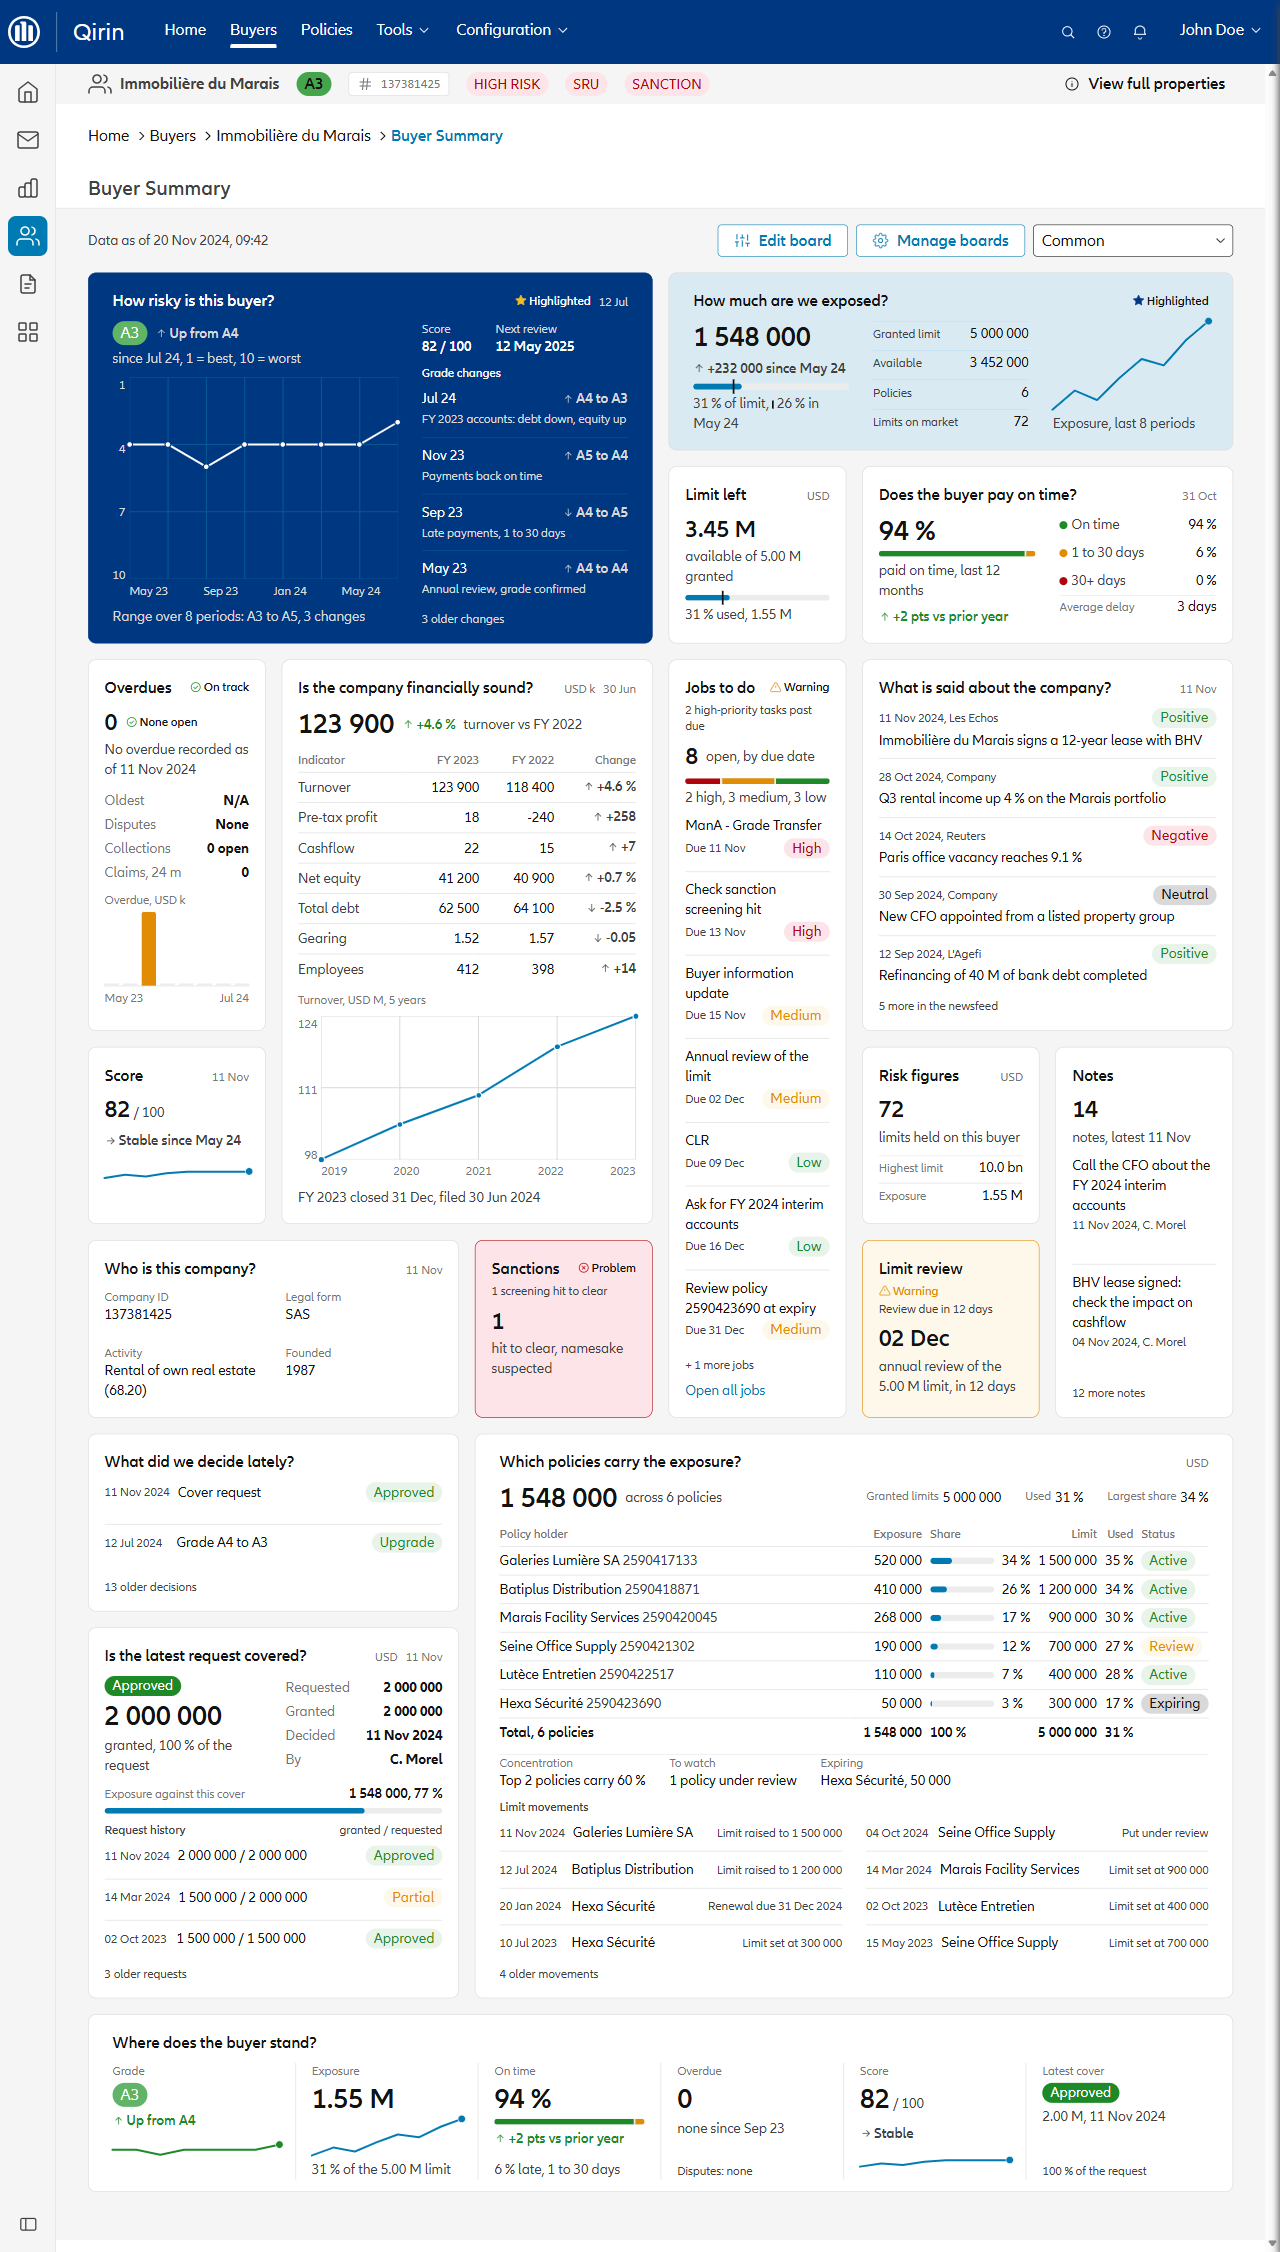 Qirin
Home
Buyers
Policies
Tools
Configuration
John Doe
Immobilière du Marais
A3
# 137381425
HIGH RISK
SRU
SANCTION
View full properties
Home > Buyers > Immobilière du Marais > Buyer Summary
Buyer Summary
Data as of 20 Nov 2024, 09:42
Edit board
Manage boards
Common
How risky is this buyer?
Highlighted 12 Jul
A3 ↑ Up from A4
since Jul 24, 1 = best, 10 = worst
1
4
7
10
May 23 Sep 23 Jan 24 May 24
Range over 8 periods: A3 to A5, 3 changes
Score
82 / 100
Next review
12 May 2025
Grade changes
Jul 24 ↑ A4 to A3
FY 2023 accounts: debt down, equity up
Nov 23 ↑ A5 to A4
Payments back on time
Sep 23 ↓ A4 to A5
Late payments, 1 to 30 days
May 23 ↑ A4 to A4
Annual review, grade confirmed
3 older changes
How much are we exposed?
Highlighted
1 548 000
↑ +232 000 since May 24
31 % of limit, 26 % in
May 24
Granted limit 5 000 000
Available 3 452 000
Policies 6
Limits on market 72
Exposure, last 8 periods
Limit left USD
3.45 M
available of 5.00 M
granted
31 % used, 1.55 M
Does the buyer pay on time? 31 Oct
94 %
paid on time, last 12
months
↑ +2 pts vs prior year
On time 94 %
1 to 30 days 6 %
30+ days 0 %
Average delay 3 days
Overdues On track
0 None open
No overdue recorded as
of 11 Nov 2024
Oldest N/A
Disputes None
Collections 0 open
Claims, 24 m 0
Overdue, USD k
May 23 Jul 24
Is the company financially sound? USD k 30 Jun
123 900 ↑ +4.6 % turnover vs FY 2022
Indicator FY 2023 FY 2022 Change
Turnover 123 900 118 400 ↑ +4.6 %
Pre-tax profit 18 -240 ↑ +258
Cashflow 22 15 ↑ +7
Net equity 41 200 40 900 ↑ +0.7 %
Total debt 62 500 64 100 ↓ -2.5 %
Gearing 1.52 1.57 ↓ -0.05
Employees 412 398 ↑ +14
Turnover, USD M, 5 years
124
111
98
2019 2020 2021 2022 2023
FY 2023 closed 31 Dec, filed 30 Jun 2024
Jobs to do Warning
2 high-priority tasks past
due
8 open, by due date
2 high, 3 medium, 3 low
ManA - Grade Transfer
Due 11 Nov High
Check sanction
screening hit
Due 13 Nov High
Buyer information
update
Due 15 Nov Medium
Annual review of the
limit
Due 02 Dec Medium
CLR
Due 09 Dec Low
Ask for FY 2024 interim
accounts
Due 16 Dec Low
Review policy
2590423690 at expiry
Due 31 Dec Medium
+ 1 more jobs
Open all jobs
What is said about the company? 11 Nov
11 Nov 2024, Les Echos Positive
Immobilière du Marais signs a 12-year lease with BHV
28 Oct 2024, Company Positive
Q3 rental income up 4 % on the Marais portfolio
14 Oct 2024, Reuters Negative
Paris office vacancy reaches 9.1 %
30 Sep 2024, Company Neutral
New CFO appointed from a listed property group
12 Sep 2024, L'Agefi Positive
Refinancing of 40 M of bank debt completed
5 more in the newsfeed
Score 11 Nov
82 / 100
→ Stable since May 24
Risk figures USD
72
limits held on this buyer
Highest limit 10.0 bn
Exposure 1.55 M
Notes
14
notes, latest 11 Nov
Call the CFO about the
FY 2024 interim
accounts
11 Nov 2024, C. Morel
BHV lease signed:
check the impact on
cashflow
04 Nov 2024, C. Morel
12 more notes
Who is this company? 11 Nov
Company ID
137381425
Legal form
SAS
Activity
Rental of own real estate
(68.20)
Founded
1987
Sanctions Problem
1 screening hit to clear
1
hit to clear, namesake
suspected
Limit review
Warning
Review due in 12 days
02 Dec
annual review of the
5.00 M limit, in 12 days
What did we decide lately?
11 Nov 2024 Cover request Approved
12 Jul 2024 Grade A4 to A3 Upgrade
13 older decisions
Which policies carry the exposure? USD
1 548 000 across 6 policies
Granted limits 5 000 000 Used 31 % Largest share 34 %
Policy holder Exposure Share Limit Used Status
Galeries Lumière SA 2590417133 520 000 34 % 1 500 000 35 % Active
Batiplus Distribution 2590418871 410 000 26 % 1 200 000 34 % Active
Marais Facility Services 2590420045 268 000 17 % 900 000 30 % Active
Seine Office Supply 2590421302 190 000 12 % 700 000 27 % Review
Lutèce Entretien 2590422517 110 000 7 % 400 000 28 % Active
Hexa Sécurité 2590423690 50 000 3 % 300 000 17 % Expiring
Total, 6 policies 1 548 000 100 % 5 000 000 31 %
Concentration
Top 2 policies carry 60 %
To watch
1 policy under review
Expiring
Hexa Sécurité, 50 000
Limit movements
11 Nov 2024 Galeries Lumière SA Limit raised to 1 500 000
04 Oct 2024 Seine Office Supply Put under review
12 Jul 2024 Batiplus Distribution Limit raised to 1 200 000
14 Mar 2024 Marais Facility Services Limit set at 900 000
20 Jan 2024 Hexa Sécurité Renewal due 31 Dec 2024
02 Oct 2023 Lutèce Entretien Limit set at 400 000
10 Jul 2023 Hexa Sécurité Limit set at 300 000
15 May 2023 Seine Office Supply Limit set at 700 000
4 older movements
Is the latest request covered? USD 11 Nov
Approved
2 000 000
granted, 100 % of the
request
Requested 2 000 000
Granted 2 000 000
Decided 11 Nov 2024
By C. Morel
Exposure against this cover 1 548 000, 77 %
Request history granted / requested
11 Nov 2024 2 000 000 / 2 000 000 Approved
14 Mar 2024 1 500 000 / 2 000 000 Partial
02 Oct 2023 1 500 000 / 1 500 000 Approved
3 older requests
Where does the buyer stand?
Grade
A3
↑ Up from A4
Exposure
1.55 M
31 % of the 5.00 M limit
On time
94 %
↑ +2 pts vs prior year
6 % late, 1 to 30 days
Overdue
0
none since Sep 23
Disputes: none
Score
82 / 100
→ Stable
Latest cover
Approved
2.00 M, 11 Nov 2024
100 % of the request